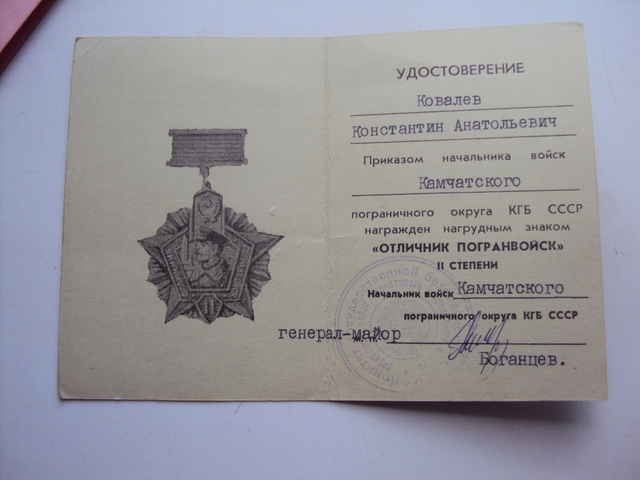 УДОСТОВЕРЕНИЕ
Ковалев
Константин Анатольевич
Приказом начальника войск
Камчатского
пограничного округа КГБ СССР
награжден нагрудным знаком
«ОТЛИЧНИК ПОГРАНВОЙСК»
II СТЕПЕНИ
Начальник войск Камчатского
пограничного округа КГБ СССР
генерал-майор
Боганцев.